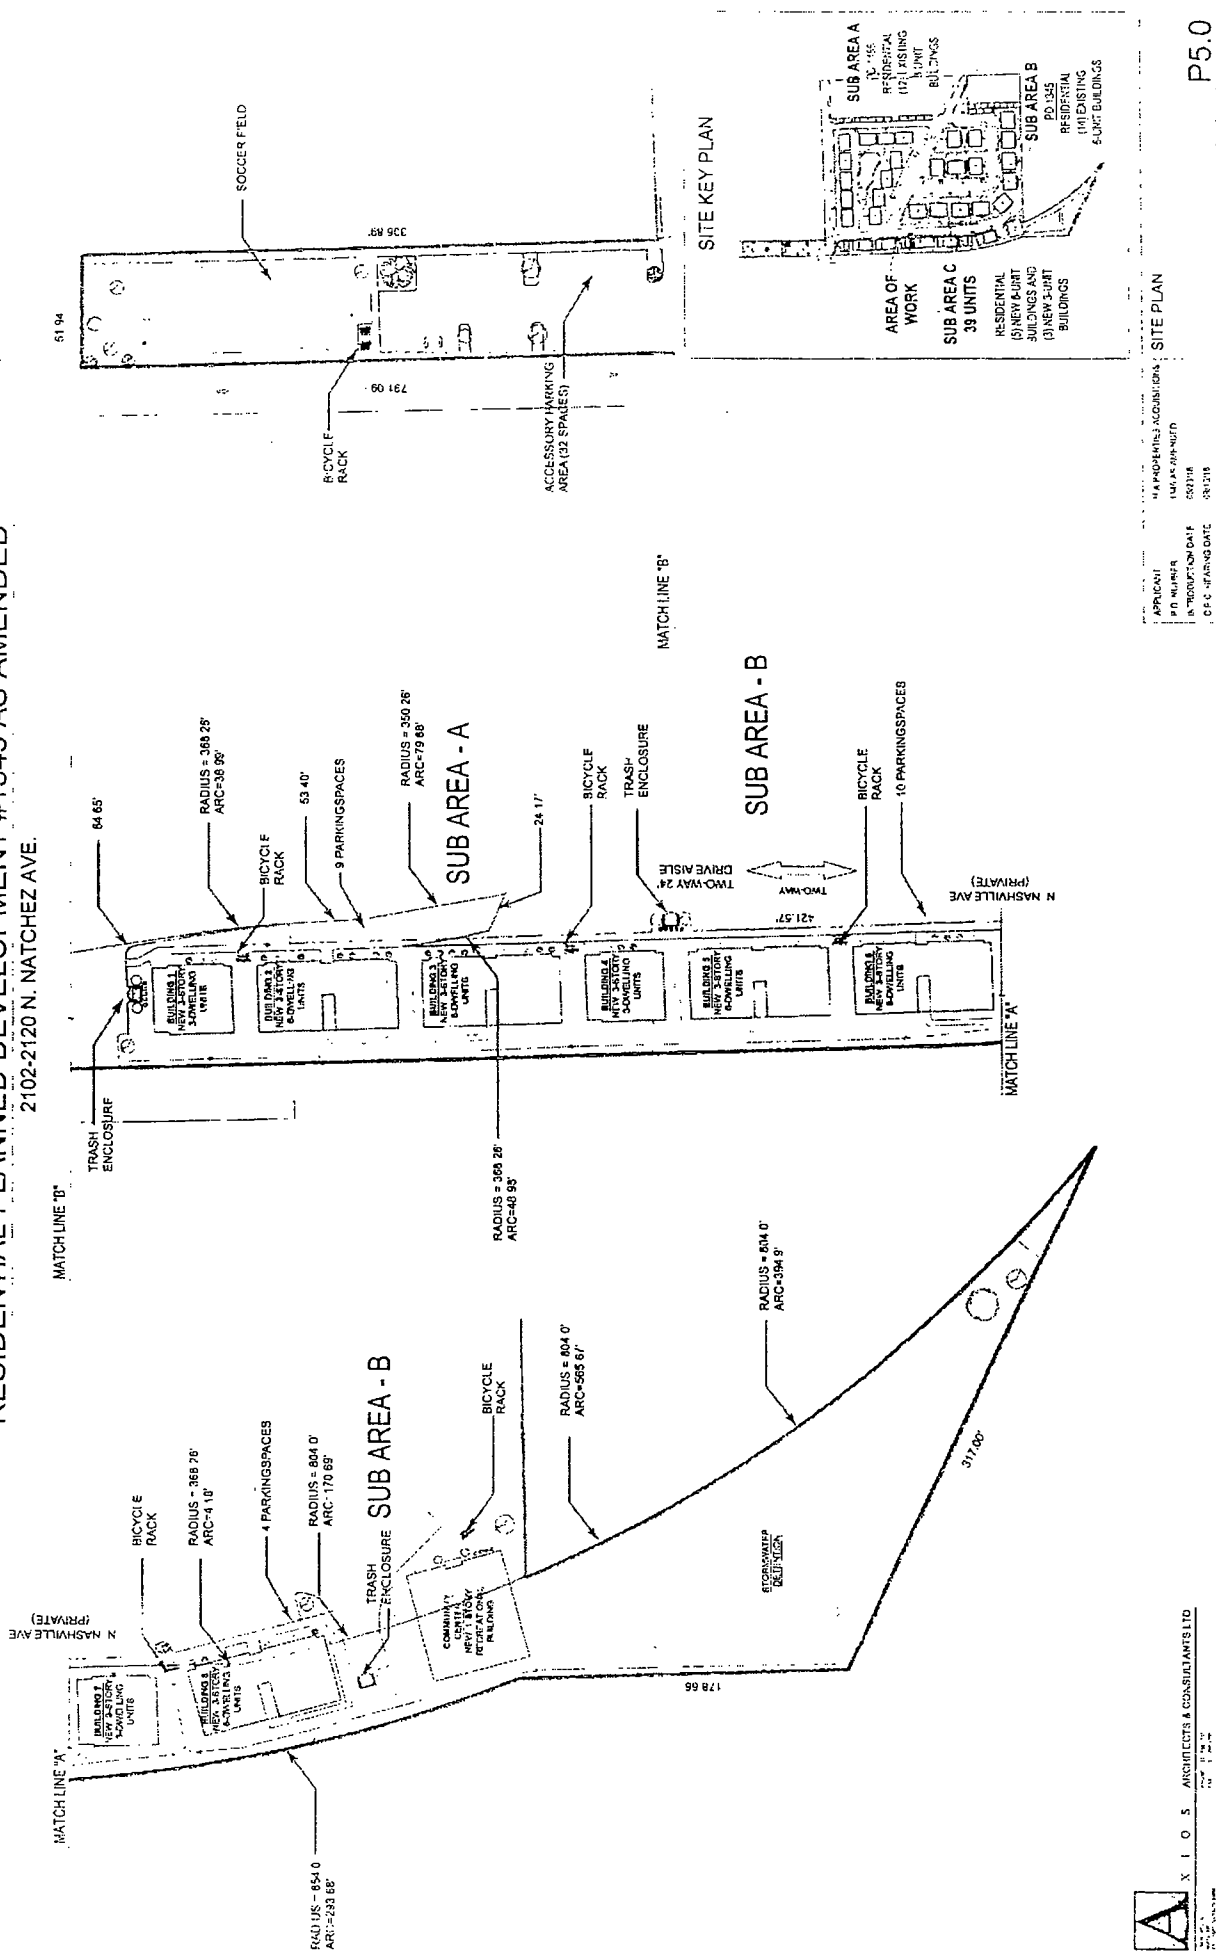 2102-2120 N. NATCHEZ AVE.
61 94
SOCCER FIELD
336 89'
791 09
BICYCLE
RACK
ACCESSORY PARKING
AREA (32 SPACES)
SITE KEY PLAN
SUB AREA A
RESIDENTIAL
BUILDINGS
SUB AREA B
PD 1345
RESIDENTIAL
6-UNIT BUILDINGS
AREA OF
WORK
SUB AREA C
39 UNITS
RESIDENTIAL
(5) NEW 6-UNIT
BUILDINGS AND
(3) NEW 3-UNIT
BUILDINGS
MATCH LINE "B"
TRASH
ENCLOSURE
64 65'
RADIUS = 368 26'
ARC=38 99'
BICYCLE
RACK
53 40'
9 PARKINGSPACES
RADIUS = 350 26'
ARC=79 68'
SUB AREA - A
24 17'
BICYCLE
RACK
TRASH
ENCLOSURE
MATCH LINE "B"
SUB AREA - B
TWO-WAY 24'
DRIVE AISLE
TWO-WAY
421.57'
BICYCLE
RACK
10 PARKINGSPACES
N NASHVILLE AVE
(PRIVATE)
BUILDING 1
NEW 3-STORY
3-DWELLING
UNITS
BUILDING 2
NEW 3-STORY
6-DWELLING
UNITS
BUILDING 3
NEW 3-STORY
6-DWELLING
UNITS
BUILDING 4
NEW 3-STORY
3-DWELLING
UNITS
BUILDING 5
NEW 3-STORY
6-DWELLING
UNITS
BUILDING 6
NEW 3-STORY
6-DWELLING
UNITS
MATCH LINE "A"
RADIUS = 368 26'
ARC=48 95'
MATCH LINE "A"
N NASHVILLE AVE
(PRIVATE)
BICYCLE
RACK
RADIUS = 368 26'
ARC=4 18'
4 PARKINGSPACES
RADIUS = 804 0'
ARC=170 69'
TRASH
ENCLOSURE
SUB AREA - B
BICYCLE
RACK
BUILDING 7
NEW 3-STORY
3-DWELLING
UNITS
BUILDING 8
NEW 3-STORY
6-DWELLING
UNITS
COMMUNITY
CENTER
NEW 1 STORY
RECREATIONAL
BUILDING
RADIUS = 804 0'
ARC=565 67'
RADIUS = 804 0'
ARC=394 9'
317.00'
178 66
STORMWATER
DETENTION
RADIUS = 854 0
ARC=293 68'
APPLICANT
P D NUMBER
INTRODUCTION DATE
C P C HEARING DATE
SITE PLAN
P5.0
A X I O S ARCHITECTS & CONSULTANTS LTD